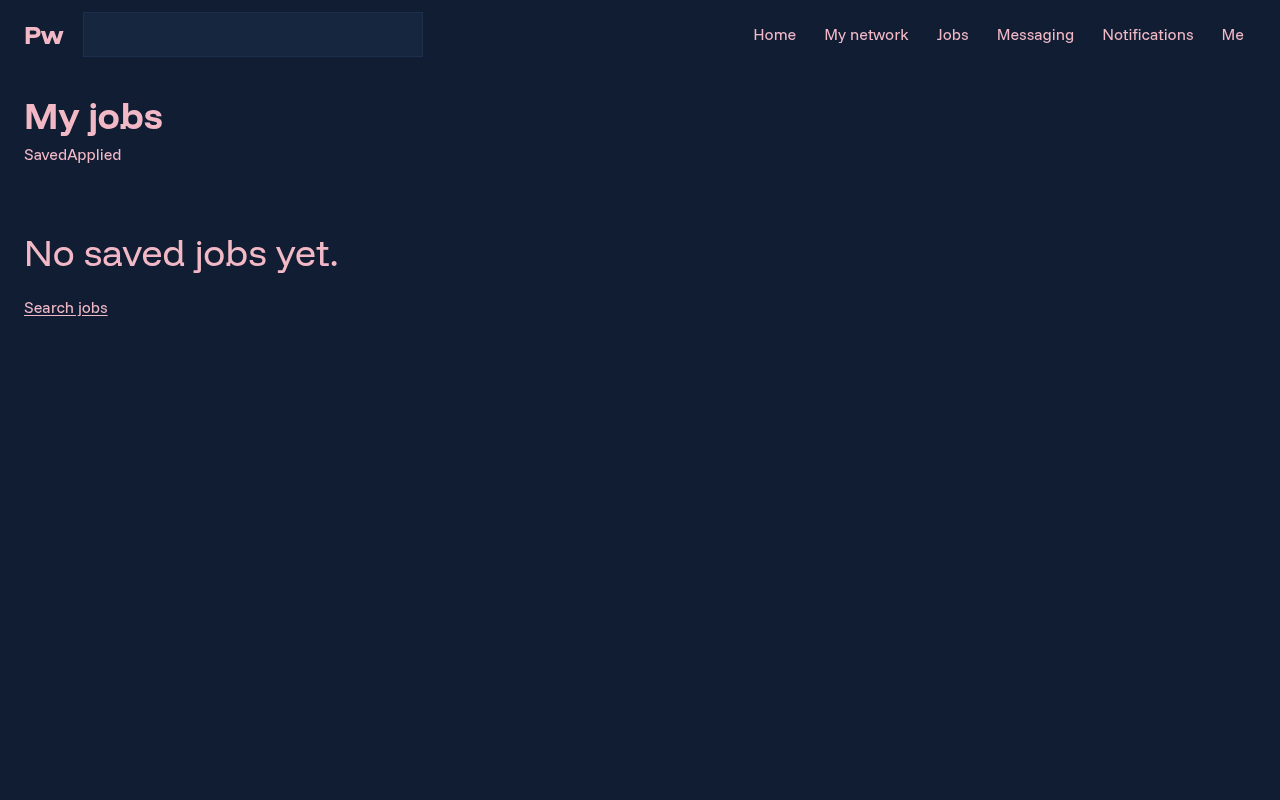 Pw Home My network Jobs Messaging Notifications Me
My jobs
SavedApplied
No saved jobs yet.
Search jobs